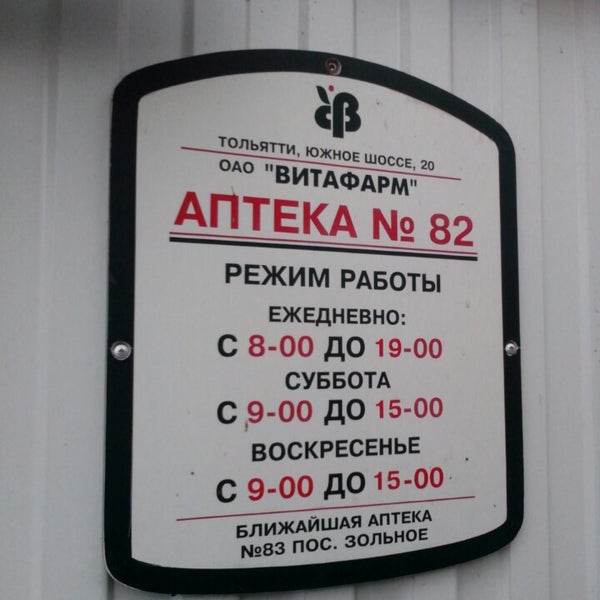 ТОЛЬЯТТИ, ЮЖНОЕ ШОССЕ, 20
ОАО "ВИТАФАРМ"
АПТЕКА № 82
РЕЖИМ РАБОТЫ
ЕЖЕДНЕВНО:
С 8-00 ДО 19-00
СУББОТА
С 9-00 ДО 15-00
ВОСКРЕСЕНЬЕ
С 9-00 ДО 15-00
БЛИЖАЙШАЯ АПТЕКА
№83 ПОС. ЗОЛЬНОЕ